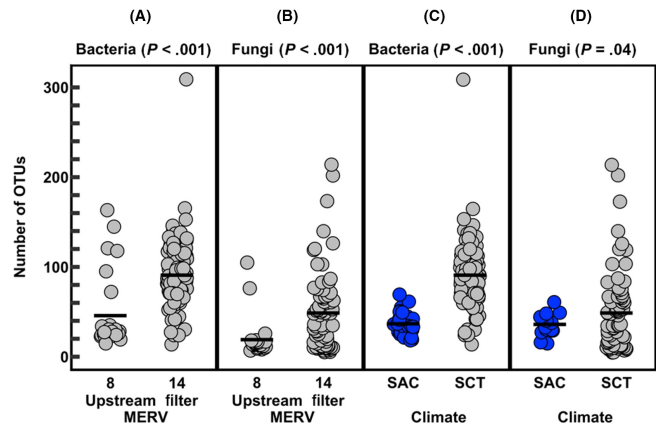 (A) (B) (C) (D)
Bacteria (P < .001) Fungi (P < .001) Bacteria (P < .001) Fungi (P = .04)
Number of OTUs
300
200
100
0
8 14 8 14 SAC SCT SAC SCT
Upstream filter Upstream filter
MERV MERV Climate Climate